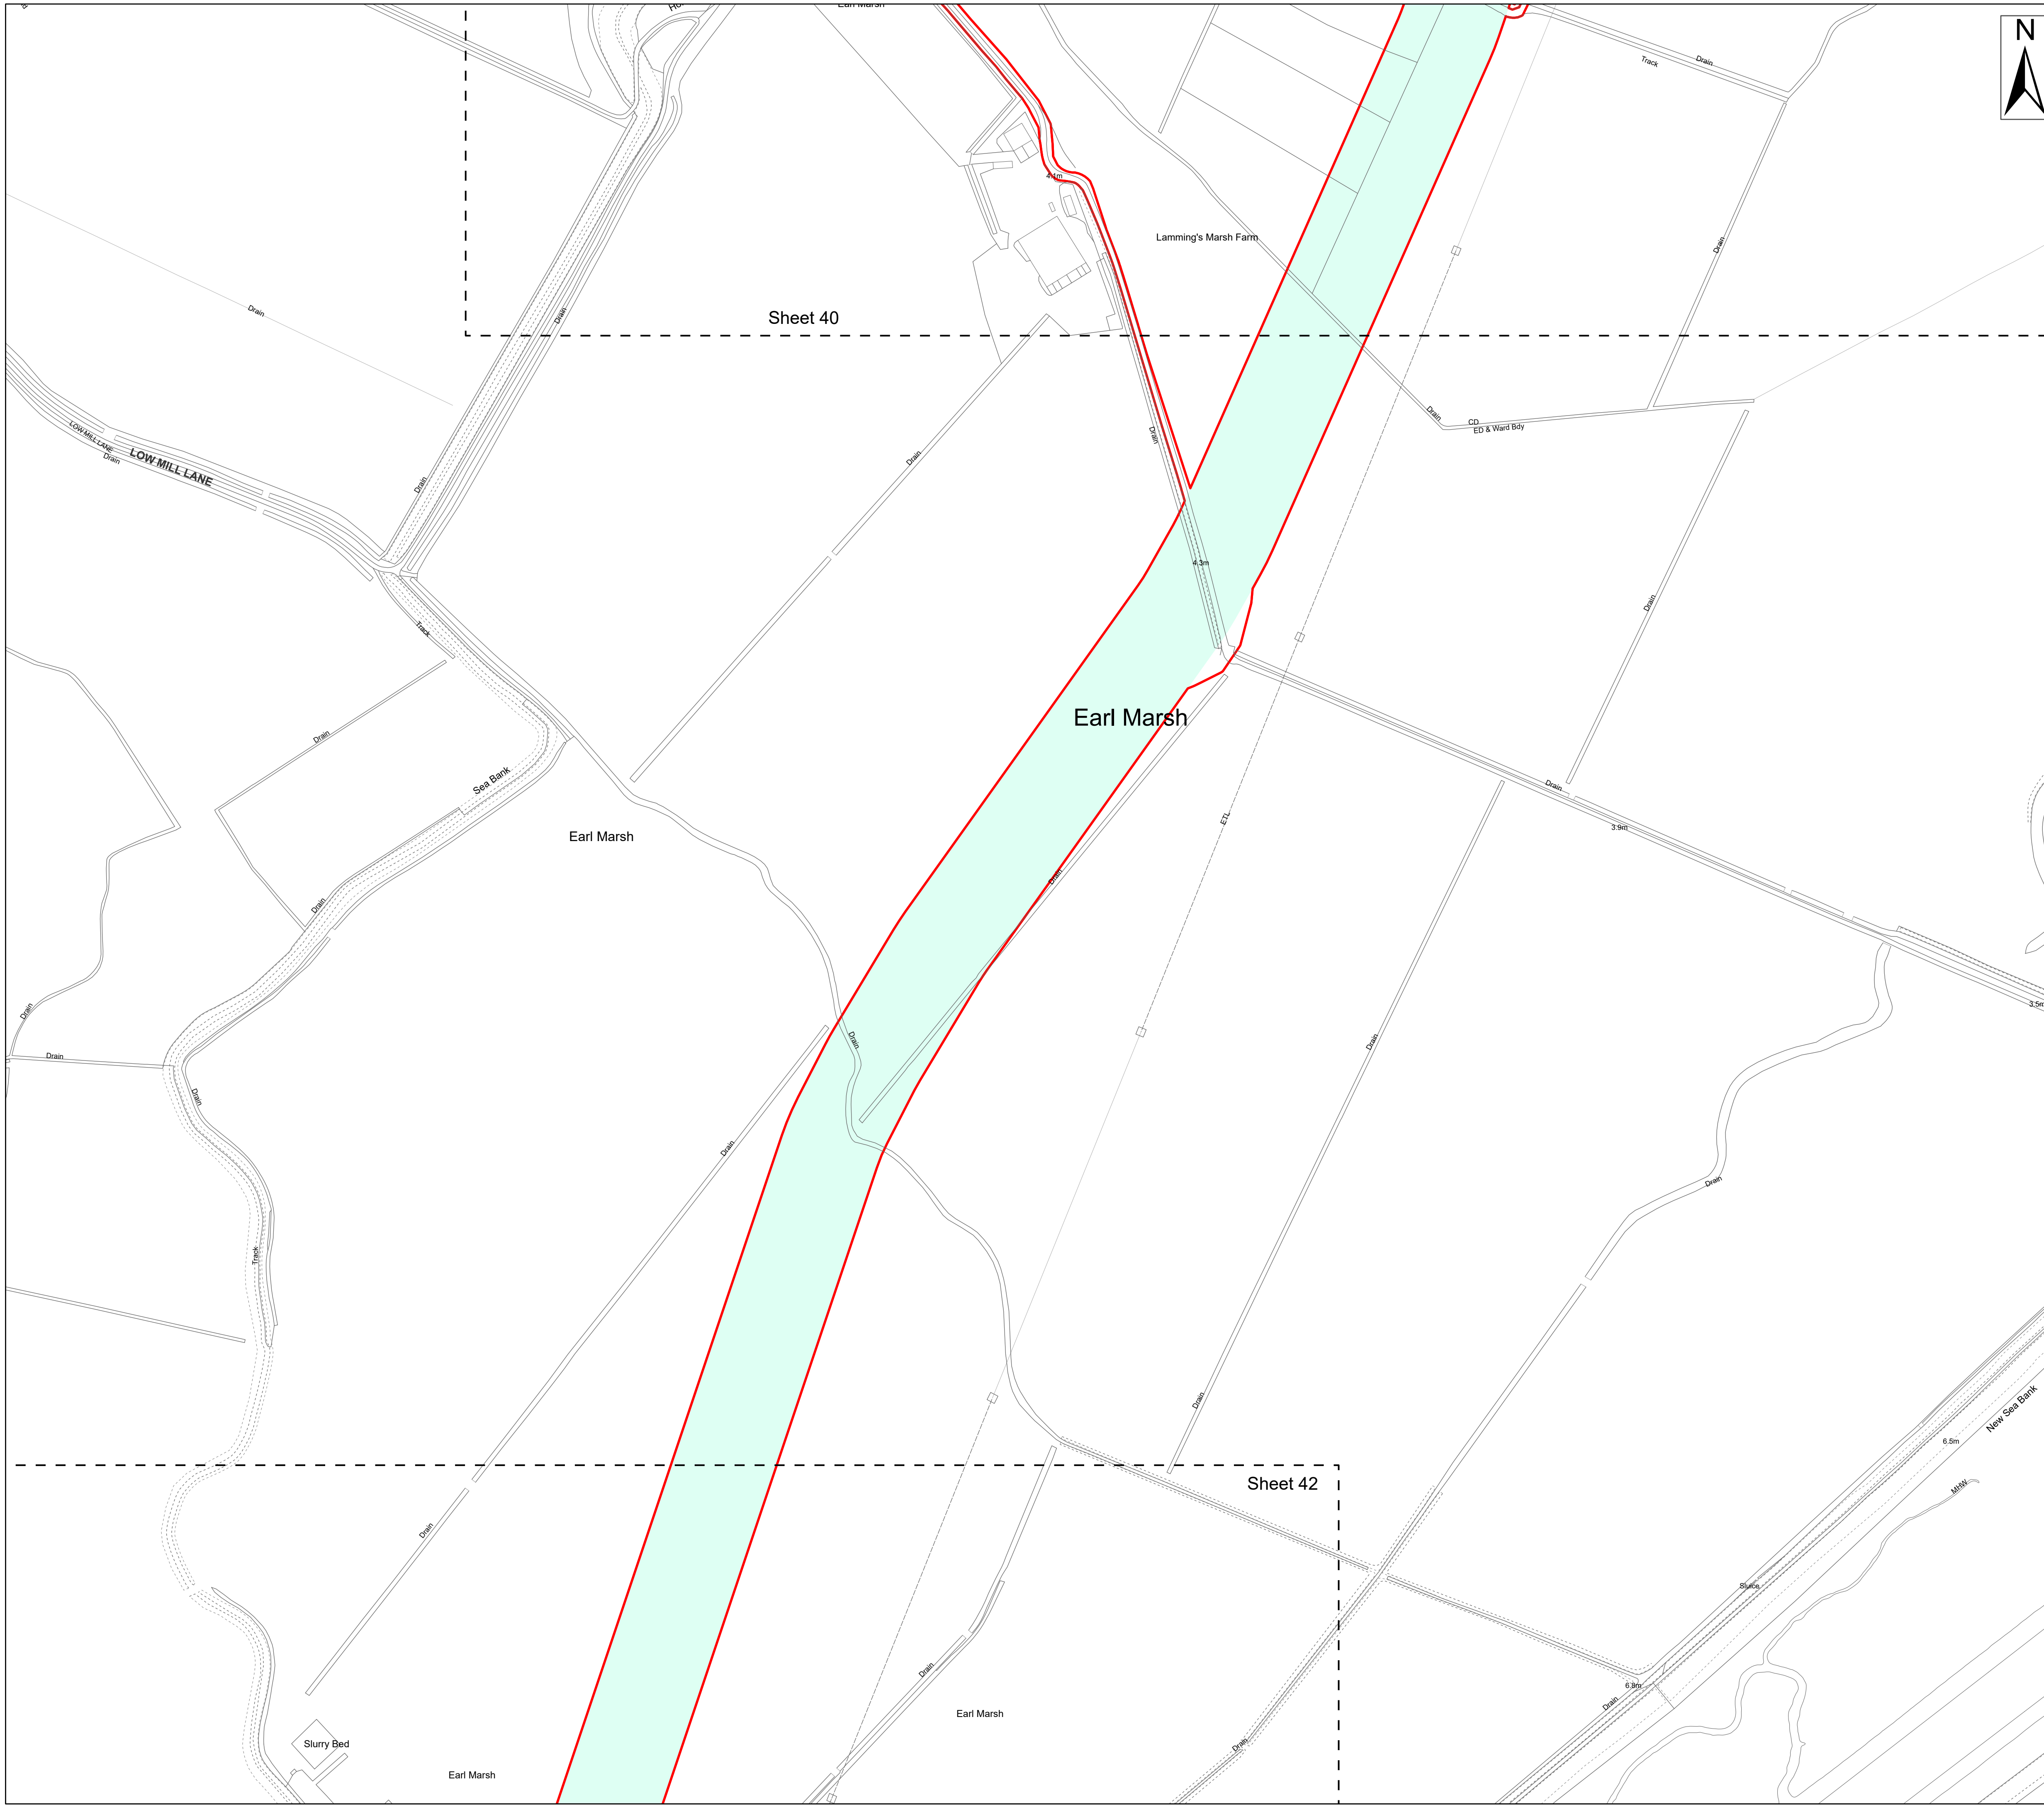 Earl Marsh
N
Drain
Track
4.1m
Lamming's Marsh Farm
Drain
Drain
Drain
Sheet 40
Drain
CD
ED & Ward Bdy
LOW MILL LANE
LOW MILL LANE
Drain
Drain
Drain
Drain
4.3m
Drain
Track
Earl Marsh
Drain
Sea Bank
Drain
ETL
3.9m
Earl Marsh
Drain
Drain
3.5m
Drain
Drain
Drain
Drain
Drain
Drain
Drain
Drain
Track
Drain
New Sea Bank
6.5m
Sheet 42
MHW
Drain
Sluice
Drain
6.8m
Drain
Earl Marsh
Slurry Bed
Drain
Earl Marsh